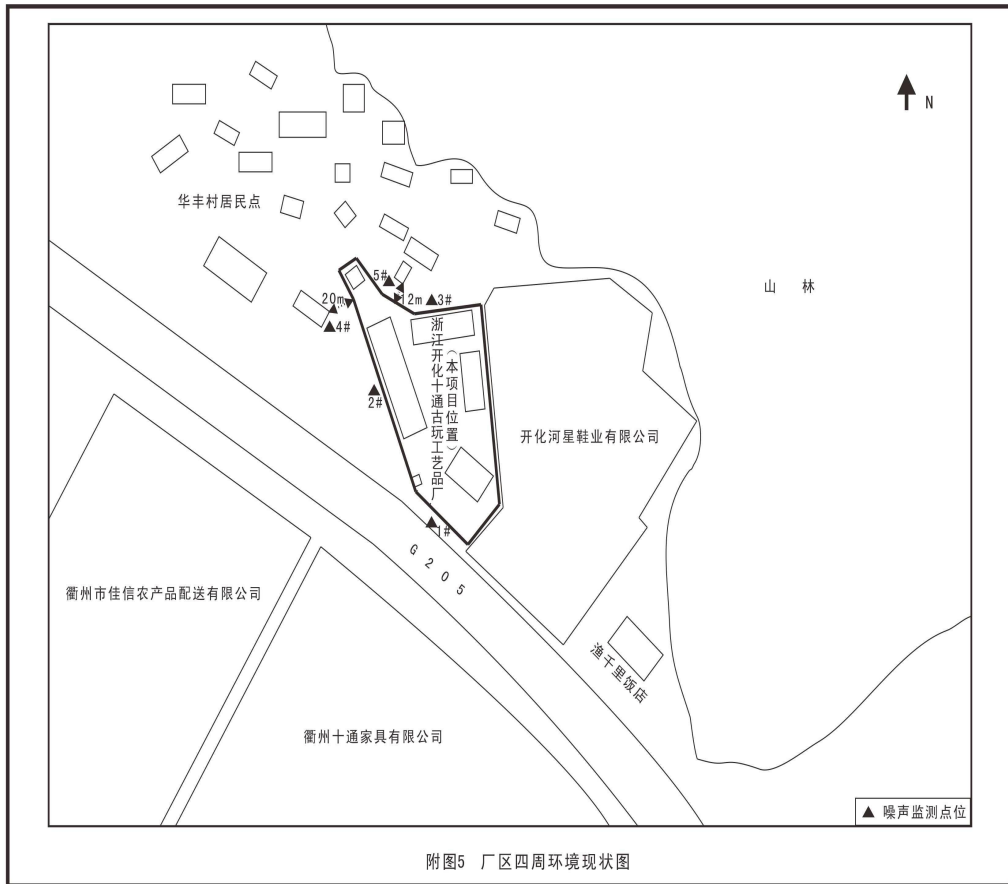 N
华丰村居民点
山 林
5#
20m
12m
3#
4#
浙江开化十通古玩工艺品厂
（本项目位置）
2#
开化河星鞋业有限公司
1#
G205
衢州市佳信农产品配送有限公司
渔千里饭店
衢州十通家具有限公司
噪声监测点位
附图5 厂区四周环境现状图